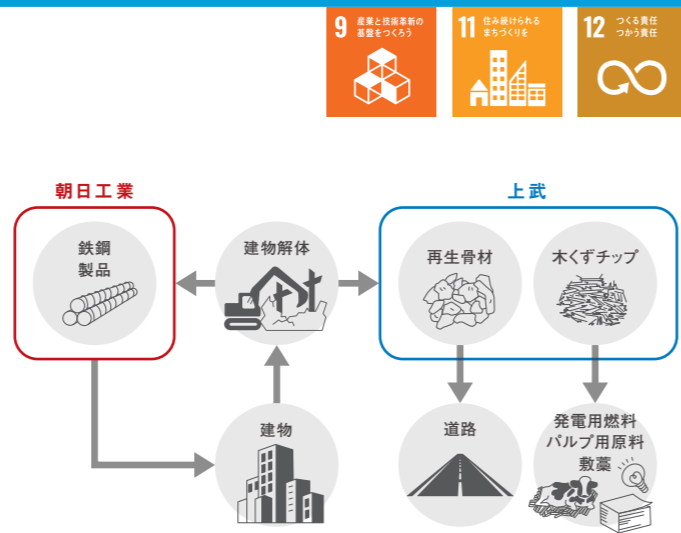 9 産業と技術革新の
基盤をつくろう
11 住み続けられる
まちづくりを
12 つくる責任
つかう責任
朝日工業
上武
鉄鋼
製品
建物解体
再生骨材
木くずチップ
建物
道路
発電用燃料
パルプ用原料
敷藁